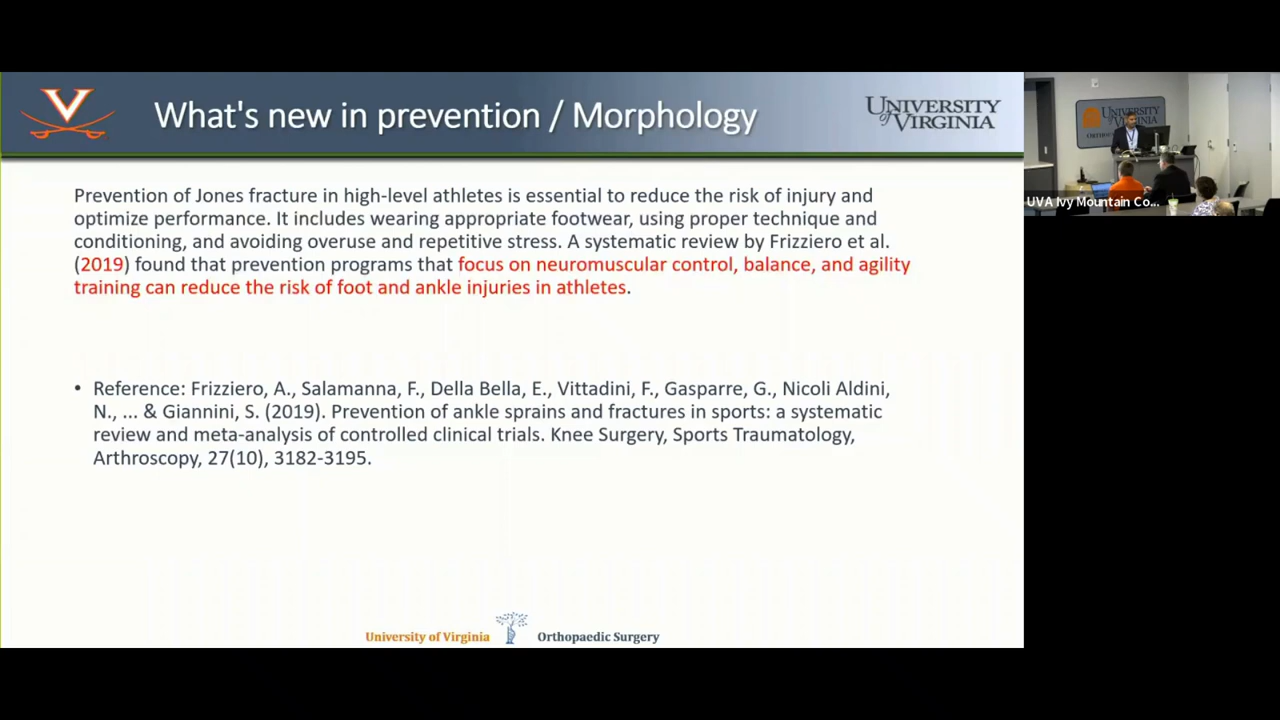 What's new in prevention / Morphology
UNIVERSITY
of VIRGINIA
Prevention of Jones fracture in high-level athletes is essential to reduce the risk of injury and
optimize performance. It includes wearing appropriate footwear, using proper technique and
conditioning, and avoiding overuse and repetitive stress. A systematic review by Frizziero et al.
(2019) found that prevention programs that focus on neuromuscular control, balance, and agility
training can reduce the risk of foot and ankle injuries in athletes.
• Reference: Frizziero, A., Salamanna, F., Della Bella, E., Vittadini, F., Gasparre, G., Nicoli Aldini,
N., ... & Giannini, S. (2019). Prevention of ankle sprains and fractures in sports: a systematic
review and meta-analysis of controlled clinical trials. Knee Surgery, Sports Traumatology,
Arthroscopy, 27(10), 3182-3195.
University of Virginia Orthopaedic Surgery
UNIVERSITY
VIRGINIA
UVA Ivy Mountain Co...